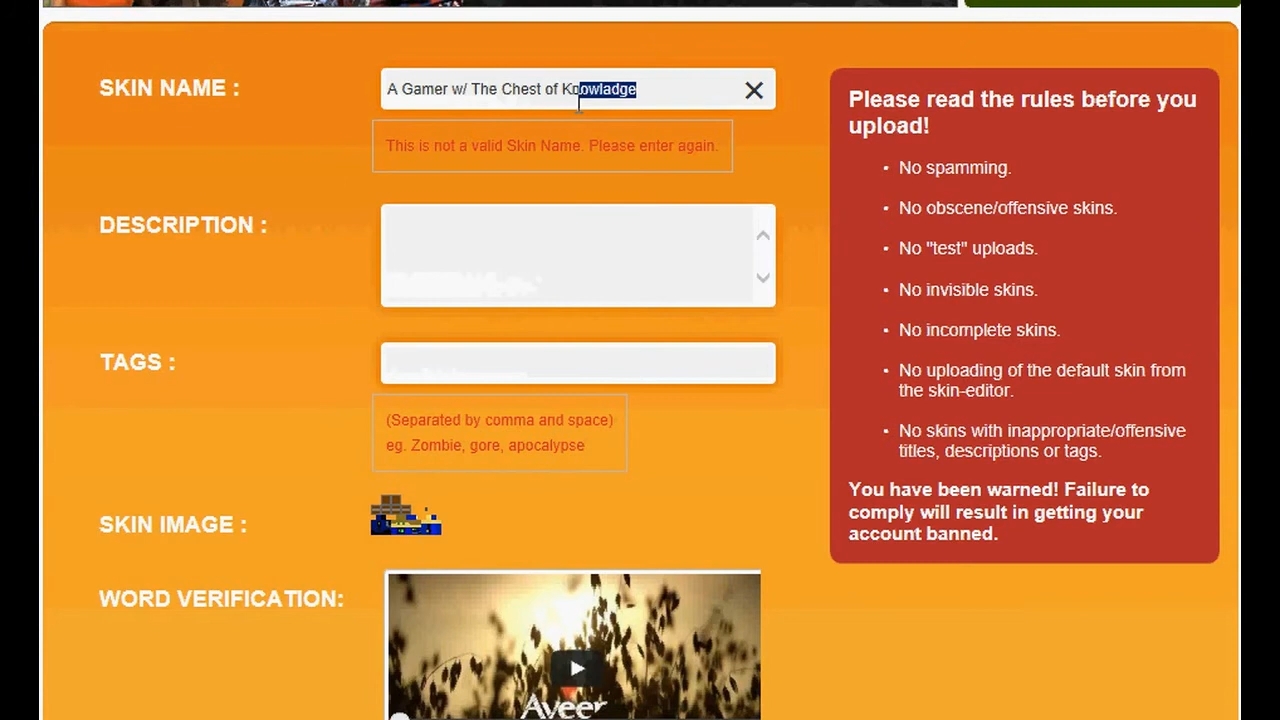 SKIN NAME :
A Gamer w/ The Chest of Knowladge
This is not a valid Skin Name. Please enter again.
DESCRIPTION :
TAGS :
(Separated by comma and space)
eg. Zombie, gore, apocalypse
SKIN IMAGE :
WORD VERIFICATION:
Aveer
Please read the rules before you
upload!
• No spamming.
• No obscene/offensive skins.
• No "test" uploads.
• No invisible skins.
• No incomplete skins.
• No uploading of the default skin from
the skin-editor.
• No skins with inappropriate/offensive
titles, descriptions or tags.
You have been warned! Failure to
comply will result in getting your
account banned.